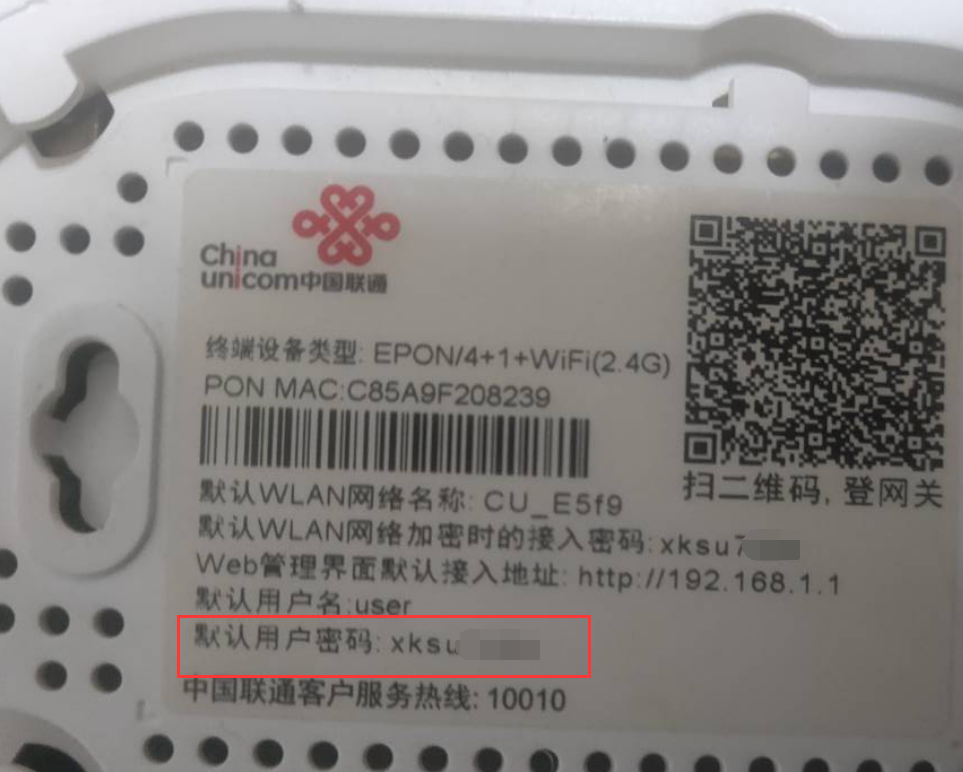 China
unicom中国联通
终端设备类型: EPON/4+1+WiFi(2.4G)
PON MAC:C85A9F208239
默认WLAN网络名称: CU_E5f9
扫二维码, 登网关
默认WLAN网络加密时的接入密码:xksu7
Web管理界面默认接入地址: http://192.168.1.1
默认用户名:user
默认用户密码: xksu
中国联通客户服务热线: 10010